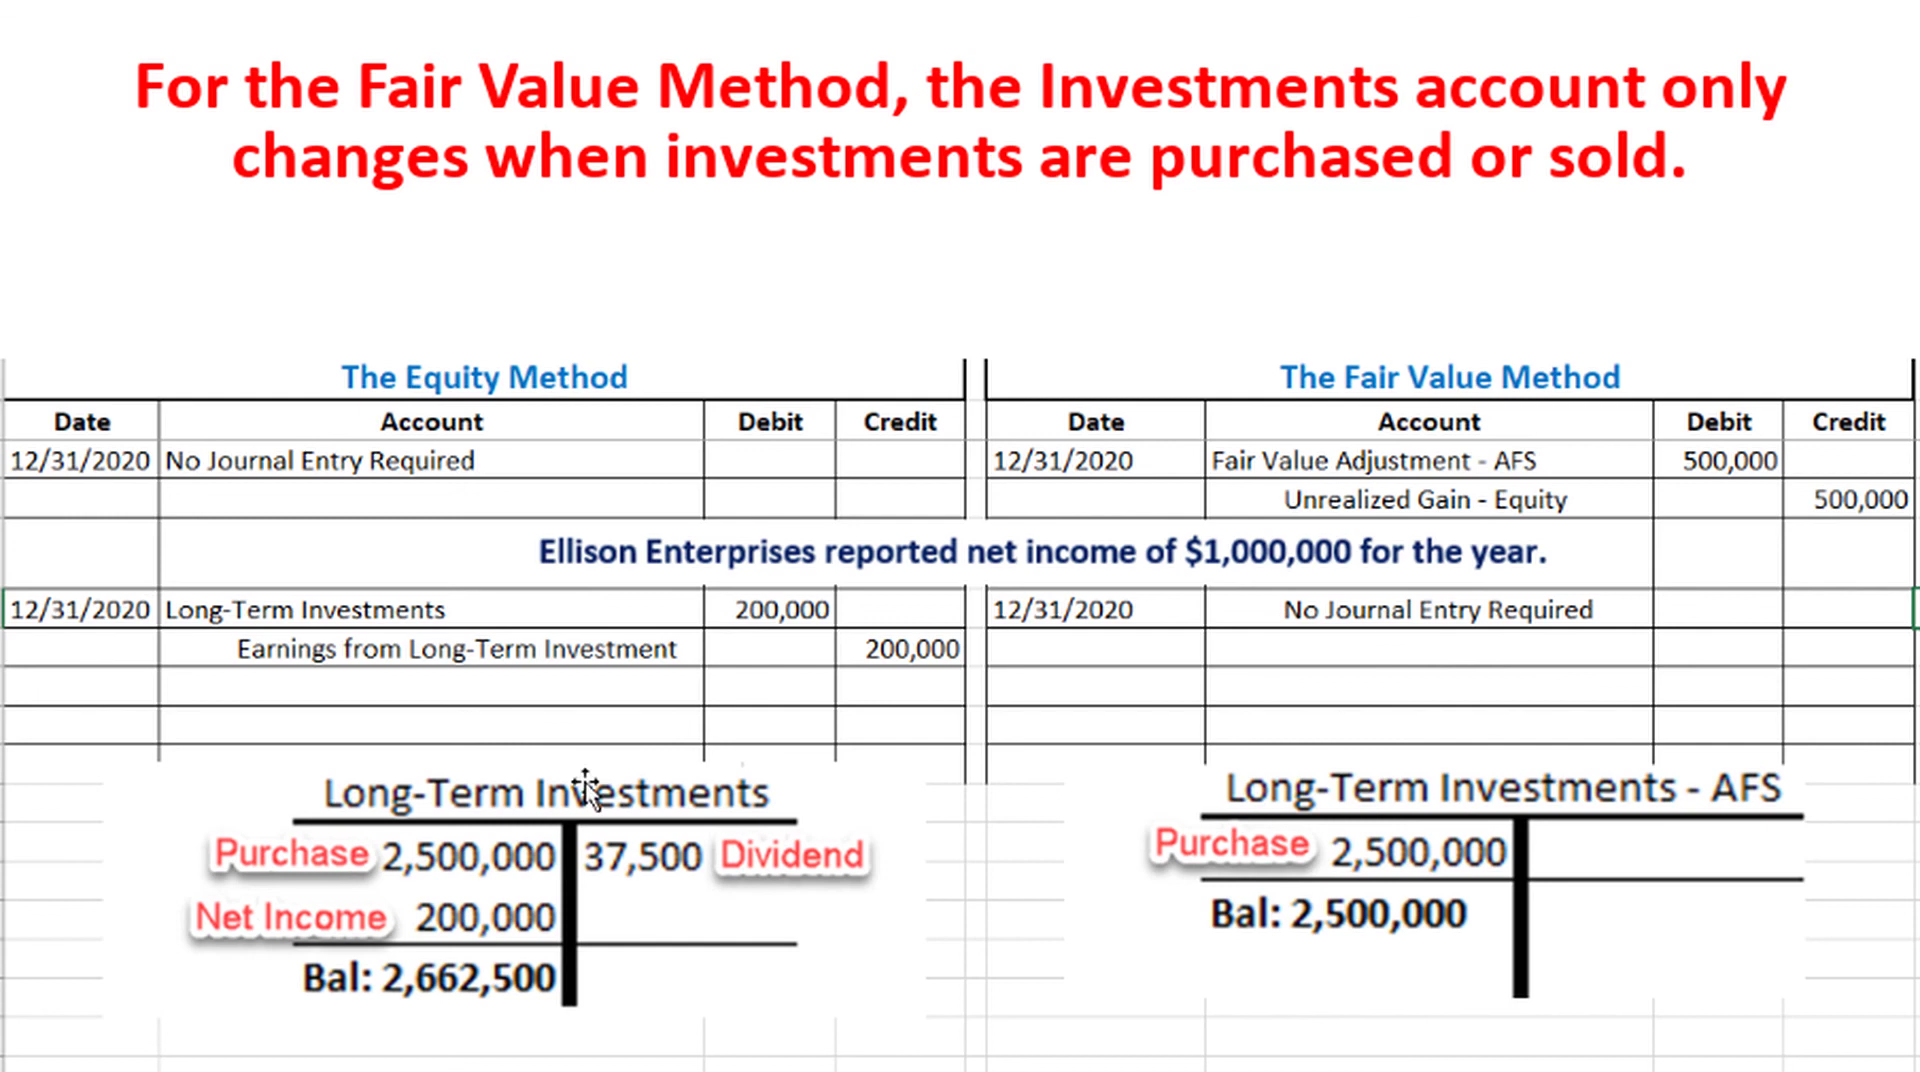 For the Fair Value Method, the Investments account only
changes when investments are purchased or sold.
The Equity Method
Date Account Debit Credit
12/31/2020 No Journal Entry Required
The Fair Value Method
Date Account Debit Credit
12/31/2020 Fair Value Adjustment - AFS 500,000
Unrealized Gain - Equity 500,000
Ellison Enterprises reported net income of $1,000,000 for the year.
12/31/2020 Long-Term Investments 200,000
Earnings from Long-Term Investment 200,000
12/31/2020 No Journal Entry Required
Long-Term Investments
Purchase 2,500,000 37,500 Dividend
Net Income 200,000
Bal: 2,662,500
Long-Term Investments - AFS
Purchase 2,500,000
Bal: 2,500,000